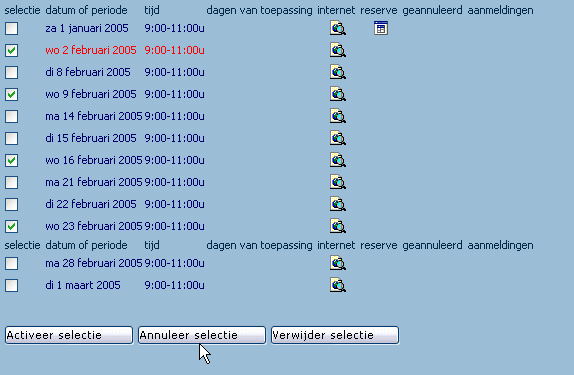 selectie datum of periode tijd dagen van toepassing internet reserve geannuleerd aanmeldingen
za 1 januari 2005 9:00-11:00u
wo 2 februari 2005 9:00-11:00u
di 8 februari 2005 9:00-11:00u
wo 9 februari 2005 9:00-11:00u
ma 14 februari 2005 9:00-11:00u
di 15 februari 2005 9:00-11:00u
wo 16 februari 2005 9:00-11:00u
ma 21 februari 2005 9:00-11:00u
di 22 februari 2005 9:00-11:00u
wo 23 februari 2005 9:00-11:00u
selectie datum of periode tijd dagen van toepassing internet reserve geannuleerd aanmeldingen
ma 28 februari 2005 9:00-11:00u
di 1 maart 2005 9:00-11:00u
Activeer selectie Annuleer selectie Verwijder selectie